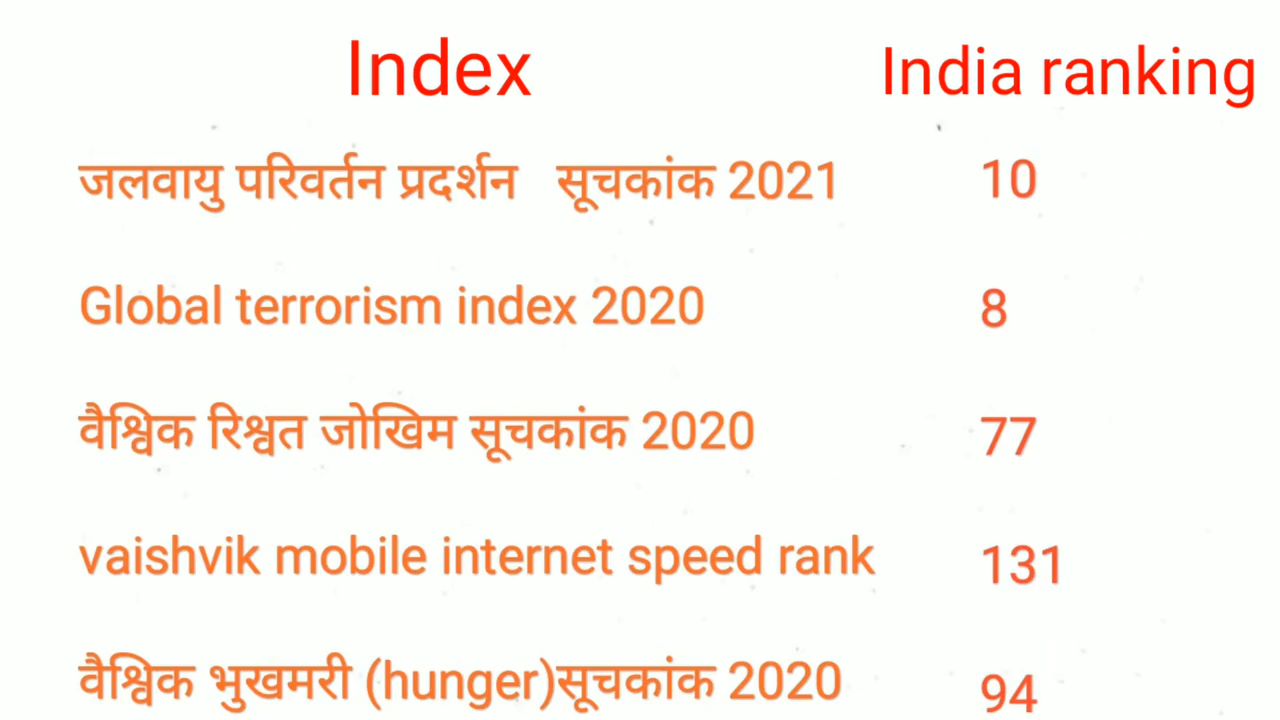 Index India ranking
जलवायु परिवर्तन प्रदर्शन सूचकांक 2021 10
Global terrorism index 2020 8
वैश्विक रिश्वत जोखिम सूचकांक 2020 77
vaishvik mobile internet speed rank 131
वैश्विक भुखमरी (hunger)सूचकांक 2020 94